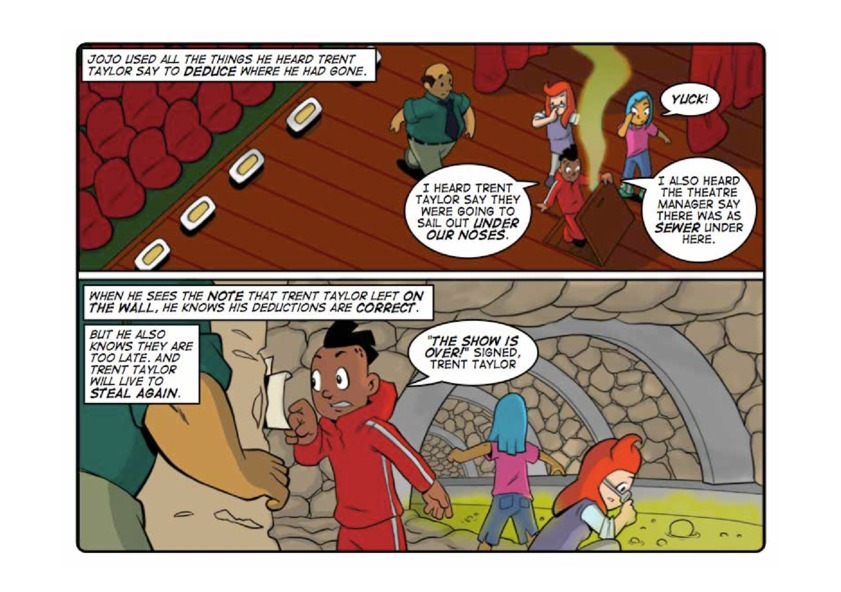 JOJO USED ALL THE THINGS HE HEARD TRENT
TAYLOR SAY TO DEDUCE WHERE HE HAD GONE.
YUCK!
I HEARD TRENT
TAYLOR SAY THEY
WERE GOING TO
SAIL OUT UNDER
OUR NOSES.
I ALSO HEARD
THE THEATRE
MANAGER SAY
THERE WAS AS
SEWER UNDER
HERE.
WHEN HE SEES THE NOTE THAT TRENT TAYLOR LEFT ON
THE WALL, HE KNOWS HIS DEDUCTIONS ARE CORRECT.
BUT HE ALSO
KNOWS THEY ARE
TOO LATE. AND
TRENT TAYLOR
WILL LIVE TO
STEAL AGAIN.
"THE SHOW IS
OVER!" SIGNED,
TRENT TAYLOR